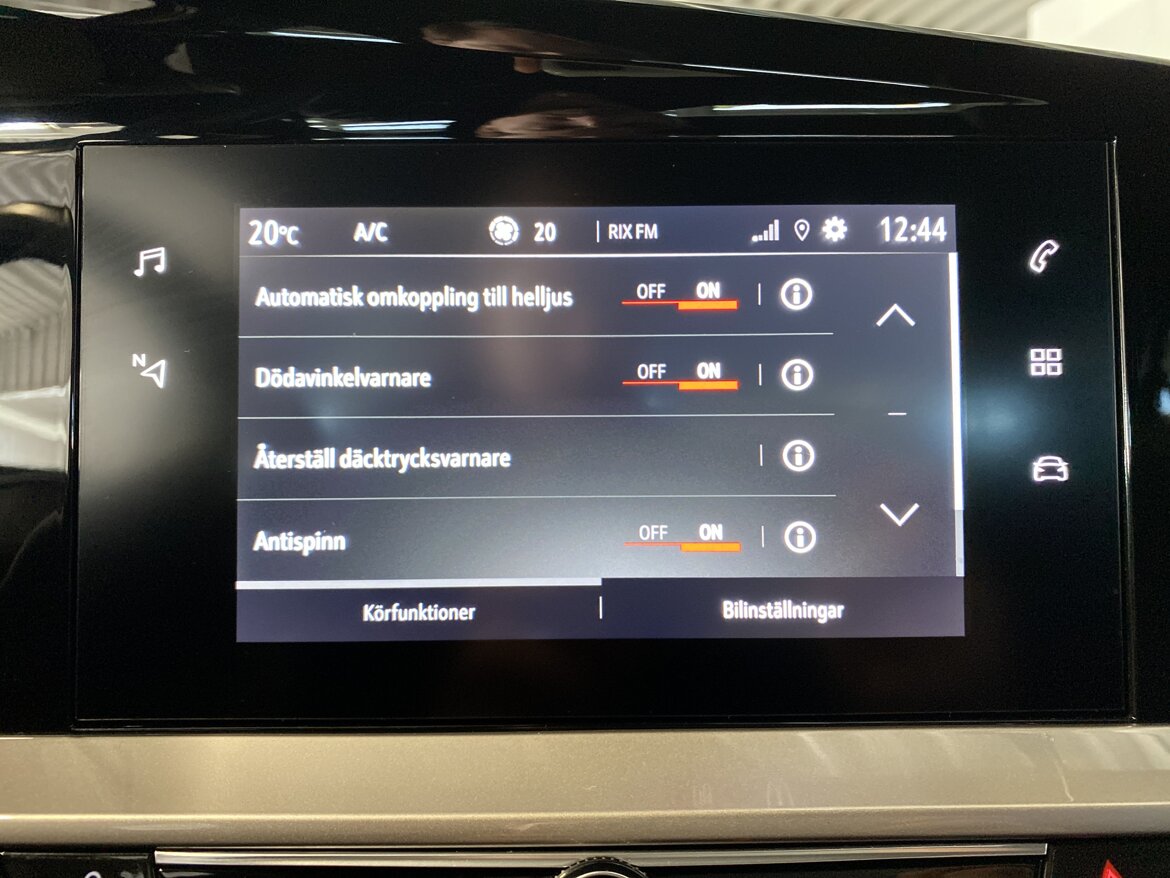 20°C A/C 20 RIX FM 12:44
Automatisk omkoppling till helljus OFF ON
N
Dödavinkelvarnare OFF ON
Återställ däcktrycksvarnare
Antispinn OFF ON
Körfunktioner Bilinställningar